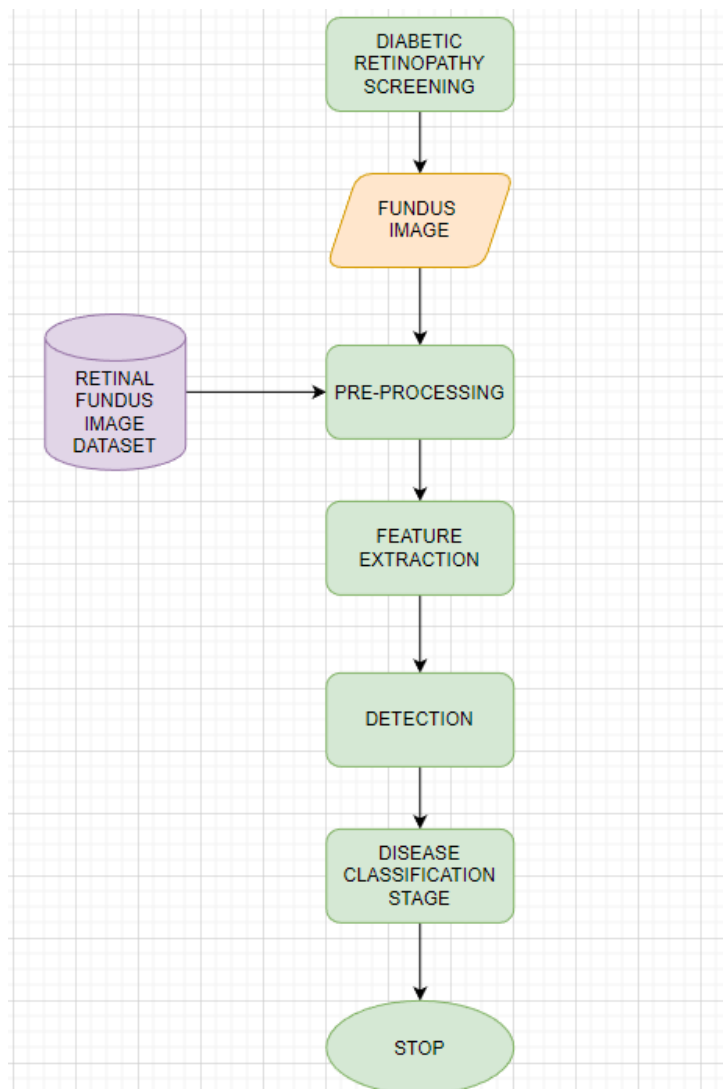 DIABETIC
RETINOPATHY
SCREENING
FUNDUS
IMAGE
RETINAL
FUNDUS
IMAGE
DATASET
PRE-PROCESSING
FEATURE
EXTRACTION
DETECTION
DISEASE
CLASSIFICATION
STAGE
STOP